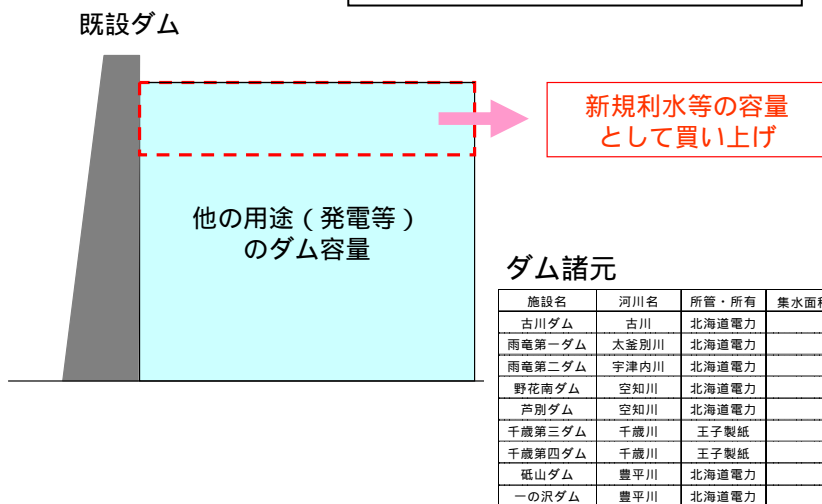 既設ダム
新規利水等の容量
として買い上げ
他の用途(発電等)
のダム容量
ダム諸元
施設名 河川名 所管・所有 集水面積
古川ダム 古川 北海道電力
雨竜第一ダム 太釜別川 北海道電力
雨竜第二ダム 宇津内川 北海道電力
野花南ダム 空知川 北海道電力
芦別ダム 空知川 北海道電力
千歳第三ダム 千歳川 王子製紙
千歳第四ダム 千歳川 王子製紙
砥山ダム 豊平川 北海道電力
一の沢ダム 豊平川 北海道電力